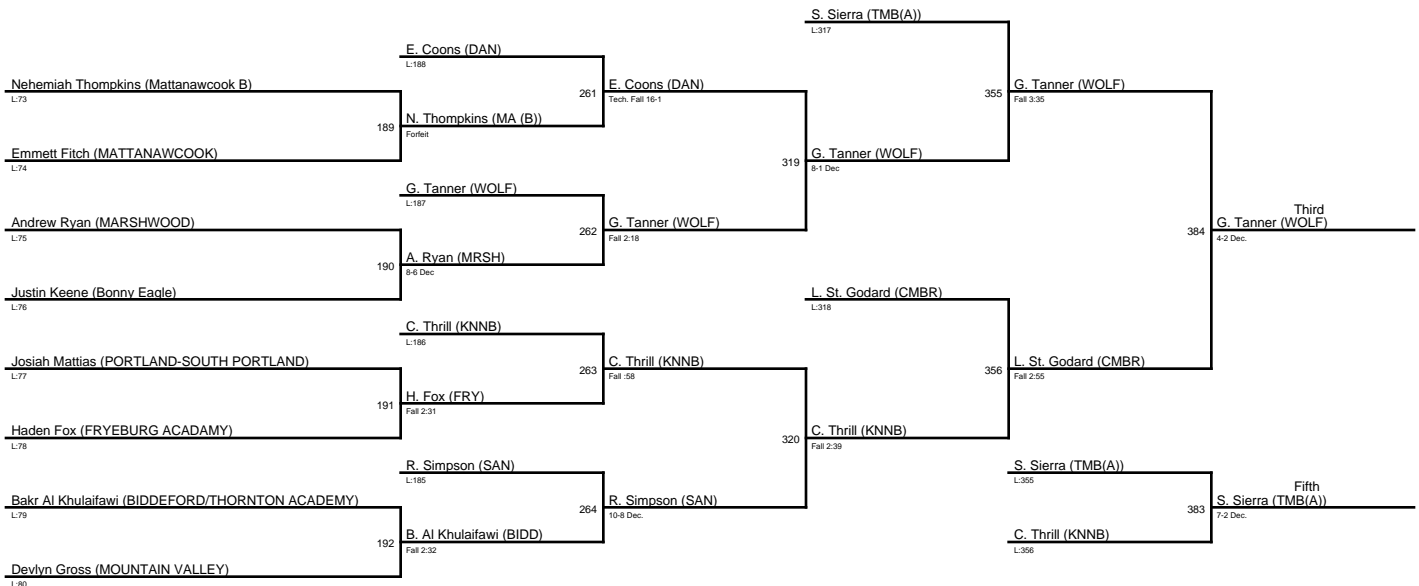 S. Sierra (TMB(A))
L:317
E. Coons (DAN)
L:188
Nehemiah Thompkins (Mattanawcook B)
L:73
261
E. Coons (DAN)
Tech. Fall 16-1
355
G. Tanner (WOLF)
Fall 3:35
189
N. Thompkins (MA (B))
Forfeit
Emmett Fitch (MATTANAWCOOK)
L:74
319
G. Tanner (WOLF)
8-1 Dec
G. Tanner (WOLF)
L:187
Andrew Ryan (MARSHWOOD)
L:75
262
G. Tanner (WOLF)
Fall 2:18
384
Third
G. Tanner (WOLF)
4-2 Dec.
190
A. Ryan (MRSH)
8-6 Dec
Justin Keene (Bonny Eagle)
L:76
L. St. Godard (CMBR)
L:318
C. Thrill (KNNB)
L:186
Josiah Mattias (PORTLAND-SOUTH PORTLAND)
L:77
263
C. Thrill (KNNB)
Fall :58
356
L. St. Godard (CMBR)
Fall 2:55
191
H. Fox (FRY)
Fall 2:31
Haden Fox (FRYEBURG ACADAMY)
L:78
320
C. Thrill (KNNB)
Fall 2:39
R. Simpson (SAN)
L:185
S. Sierra (TMB(A))
L:355
Bakr Al Khulaifawi (BIDDEFORD/THORNTON ACADEMY)
L:79
264
R. Simpson (SAN)
10-8 Dec.
383
Fifth
S. Sierra (TMB(A))
7-2 Dec.
192
B. Al Khulaifawi (BIDD)
Fall 2:32
C. Thrill (KNNB)
L:356
Devlyn Gross (MOUNTAIN VALLEY)
L:80